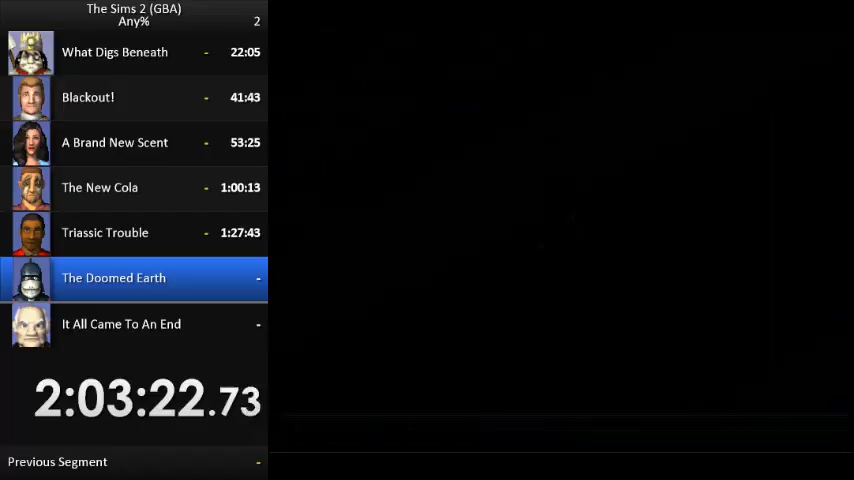 The Sims 2 (GBA)
Any% 2
What Digs Beneath - 22:05
Blackout! - 41:43
A Brand New Scent - 53:25
The New Cola - 1:00:13
Triassic Trouble - 1:27:43
The Doomed Earth -
It All Came To An End -
2:03:22.73
Previous Segment -